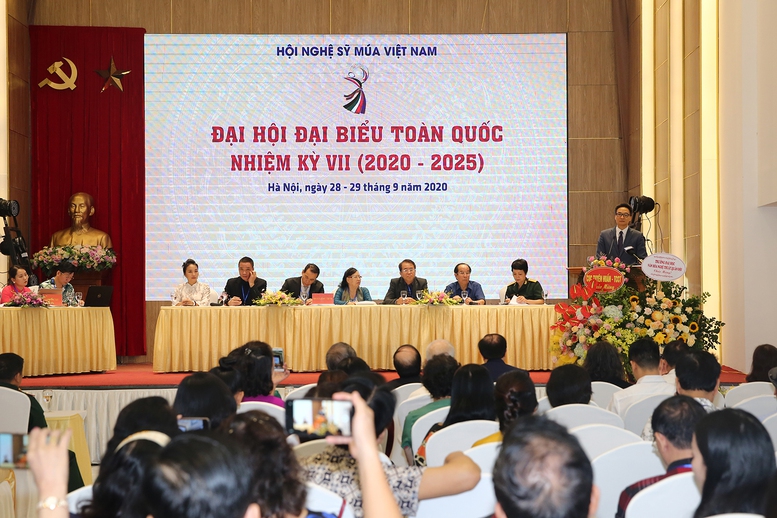 HỘI NGHỆ SỸ MÚA VIỆT NAM
ĐẠI HỘI ĐẠI BIỂU TOÀN QUỐC
NHIỆM KỲ VII (2020 - 2025)
Hà Nội, ngày 28 - 29 tháng 9 năm 2020